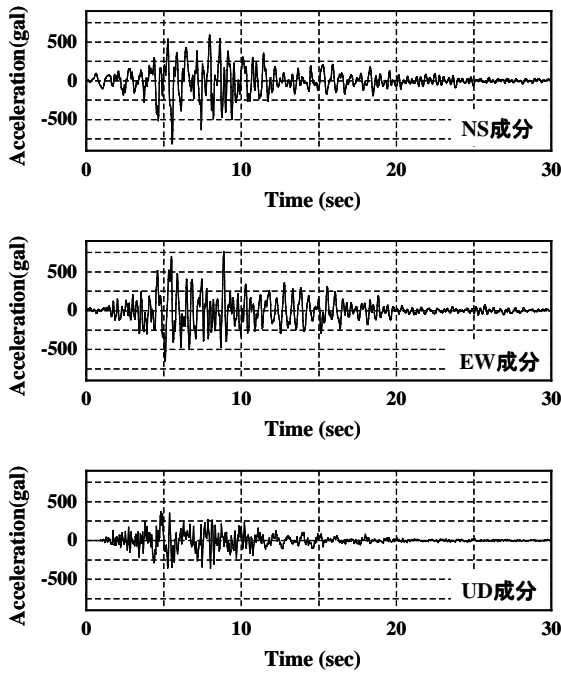 Acceleration(gal)
500
0
-500
NS成分
0 10 20 30
Time (sec)
Acceleration(gal)
500
0
-500
EW成分
0 10 20 30
Time (sec)
Acceleration(gal)
500
0
-500
UD成分
0 10 20 30
Time (sec)